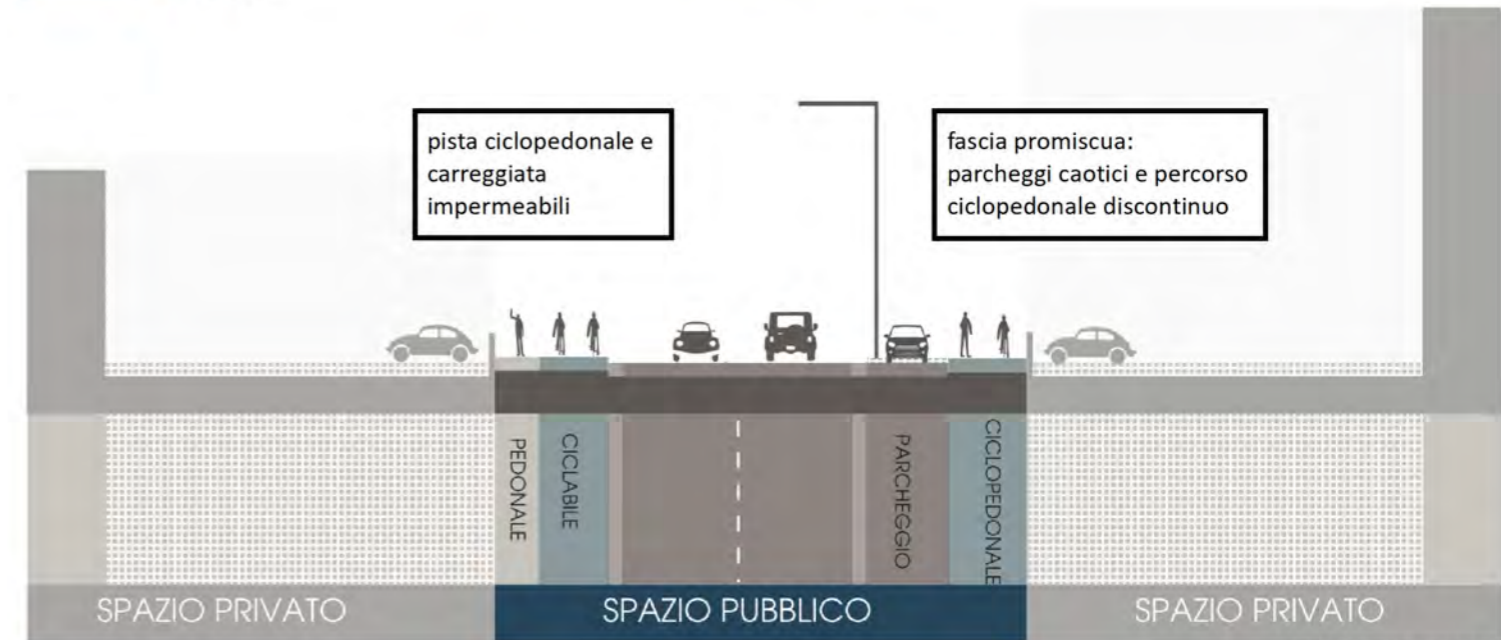 pista ciclopedonale e
carreggiata
impermeabili
fascia promiscua:
parcheggi caotici e percorso
ciclopedonale discontinuo
PEDONALE
CICLABILE
PARCHEGGIO
CICLOPEDONALE
SPAZIO PRIVATO
SPAZIO PUBBLICO
SPAZIO PRIVATO